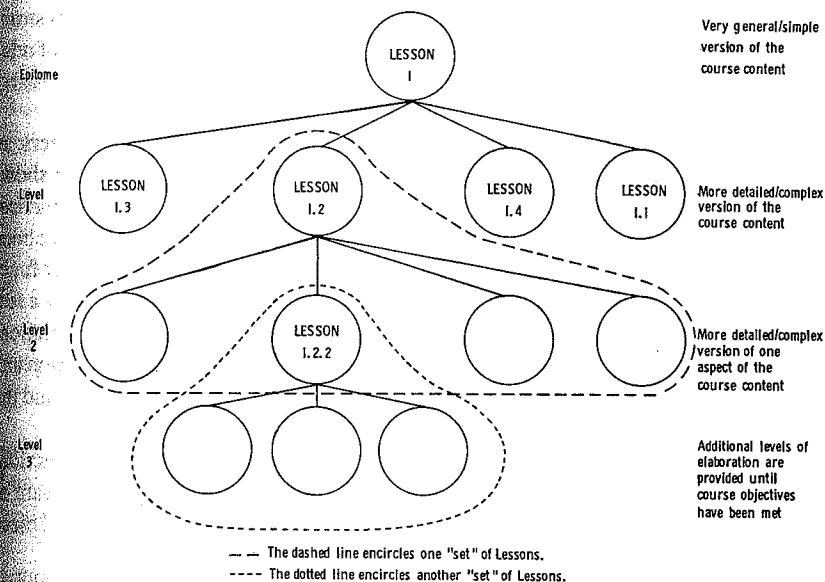 LESSON
1
Very general/simple
version of the
course content
Epitome
LESSON
1.3
LESSON
1.2
LESSON
1.4
LESSON
1.1
Level
1
More detailed/complex
version of the
course content
Level
2
LESSON
1.2.2
More detailed/complex
version of one
aspect of the
course content
Level
3
Additional levels of
elaboration are
provided until
course objectives
have been met
The dashed line encircles one "set" of Lessons.
The dotted line encircles another "set" of Lessons.